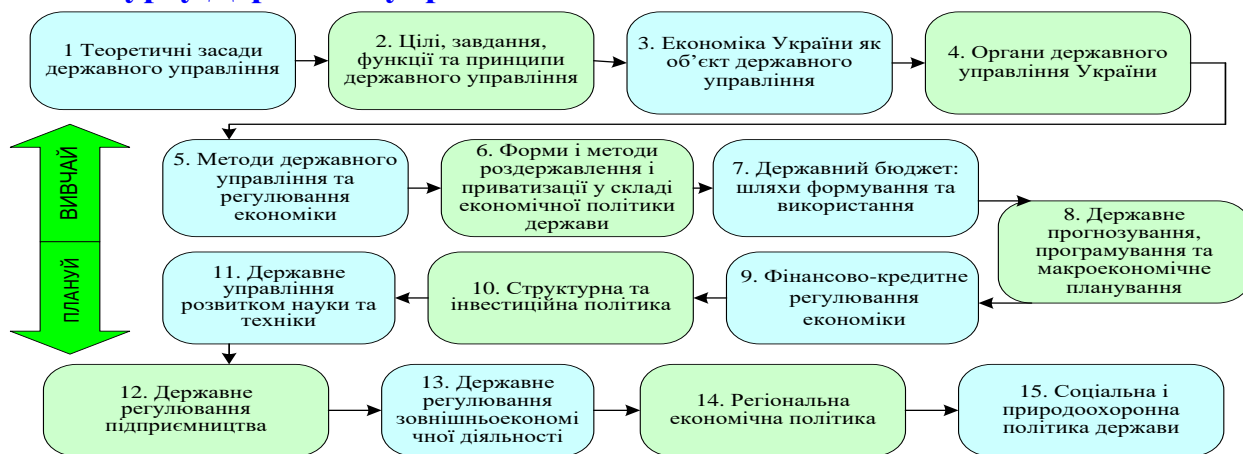 1 Теоретичні засади
державного управління
2. Цілі, завдання,
функції та принципи
державного управління
3. Економіка України як
об’єкт державного
управління
4. Органи державного
управління України
ВИВЧАЙ
ПЛАНУЙ
5. Методи державного
управління та
регулювання
економіки
6. Форми і методи
роздержавлення і
приватизації у складі
економічної політики
держави
7. Державний бюджет:
шляхи формування та
використання
8. Державне
прогнозування,
програмування та
макроекономічне
планування
9. Фінансово-кредитне
регулювання
економіки
10. Структурна та
інвестиційна політика
11. Державне
управління
розвитком науки та
техніки
12. Державне
регулювання
підприємництва
13. Державне
регулювання
зовнішньоекономі
чної діяльності
14. Регіональна
економічна політика
15. Соціальна і
природоохоронна
політика держави